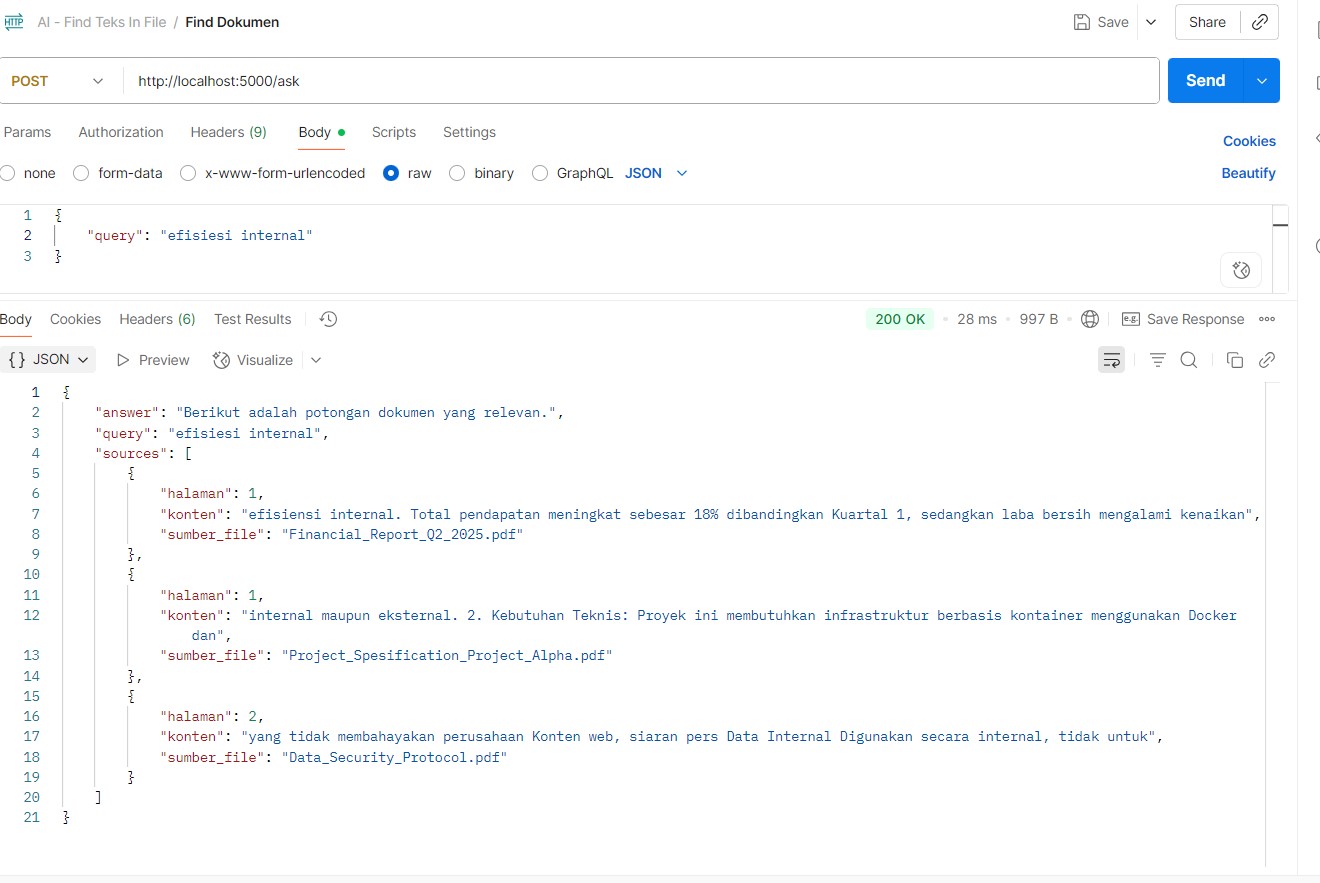 HTTP AI - Find Teks In File / Find Dokumen Save Share
POST http://localhost:5000/ask Send
Params Authorization Headers (9) Body Scripts Settings Cookies
none form-data x-www-form-urlencoded raw binary GraphQL JSON Beautify
1 {
2 "query": "efisiesi internal"
3 }
Body Cookies Headers (6) Test Results 200 OK 28 ms 997 B e.g. Save Response
{} JSON Preview Visualize
1 {
2 "answer": "Berikut adalah potongan dokumen yang relevan.",
3 "query": "efisiesi internal",
4 "sources": [
5 {
6 "halaman": 1,
7 "konten": "efisiensi internal. Total pendapatan meningkat sebesar 18% dibandingkan Kuartal 1, sedangkan laba bersih mengalami kenaikan",
8 "sumber_file": "Financial_Report_Q2_2025.pdf"
9 },
10 {
11 "halaman": 1,
12 "konten": "internal maupun eksternal. 2. Kebutuhan Teknis: Proyek ini membutuhkan infrastruktur berbasis kontainer menggunakan Docker
dan",
13 "sumber_file": "Project_Spesification_Project_Alpha.pdf"
14 },
15 {
16 "halaman": 2,
17 "konten": "yang tidak membahayakan perusahaan Konten web, siaran pers Data Internal Digunakan secara internal, tidak untuk",
18 "sumber_file": "Data_Security_Protocol.pdf"
19 }
20 ]
21 }